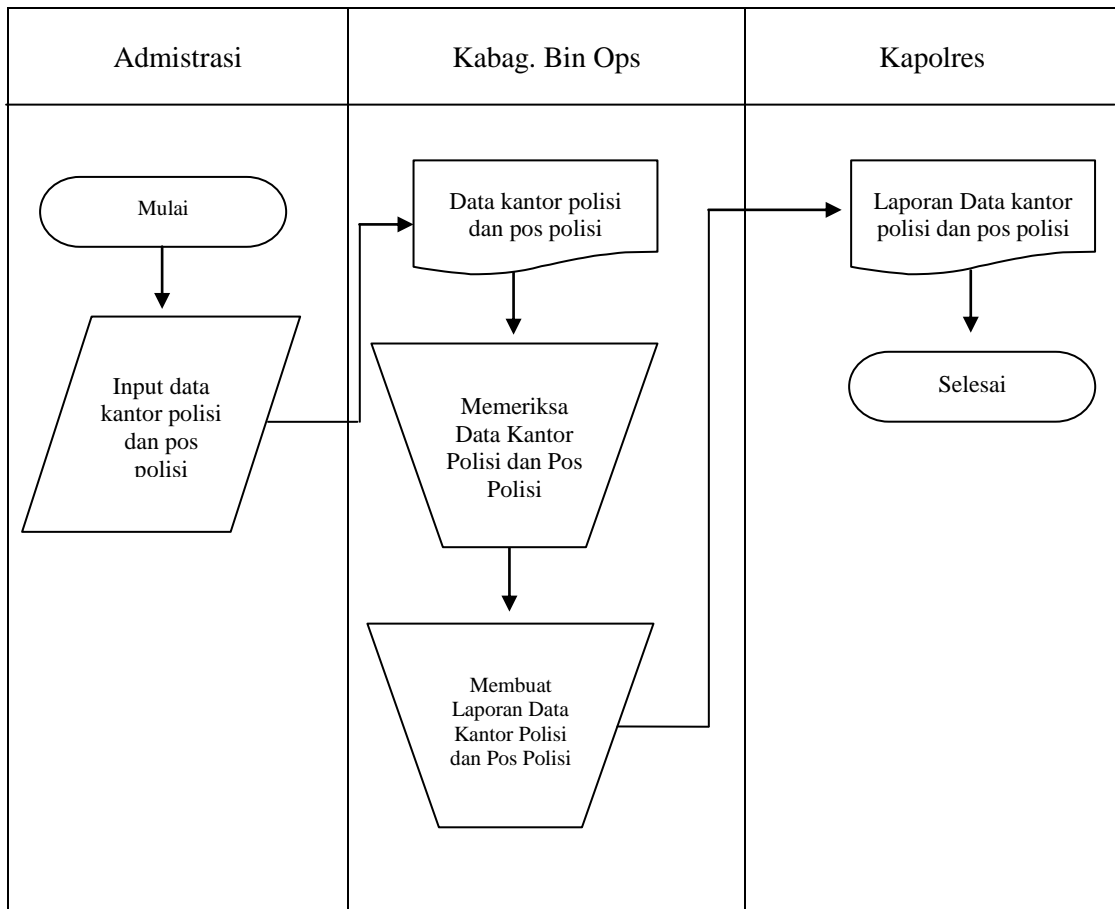 Admistrasi
Kabag. Bin Ops
Kapolres
Mulai
Input data
kantor polisi
dan pos
polisi
Data kantor polisi
dan pos polisi
Memeriksa
Data Kantor
Polisi dan Pos
Polisi
Membuat
Laporan Data
Kantor Polisi
dan Pos Polisi
Laporan Data kantor
polisi dan pos polisi
Selesai